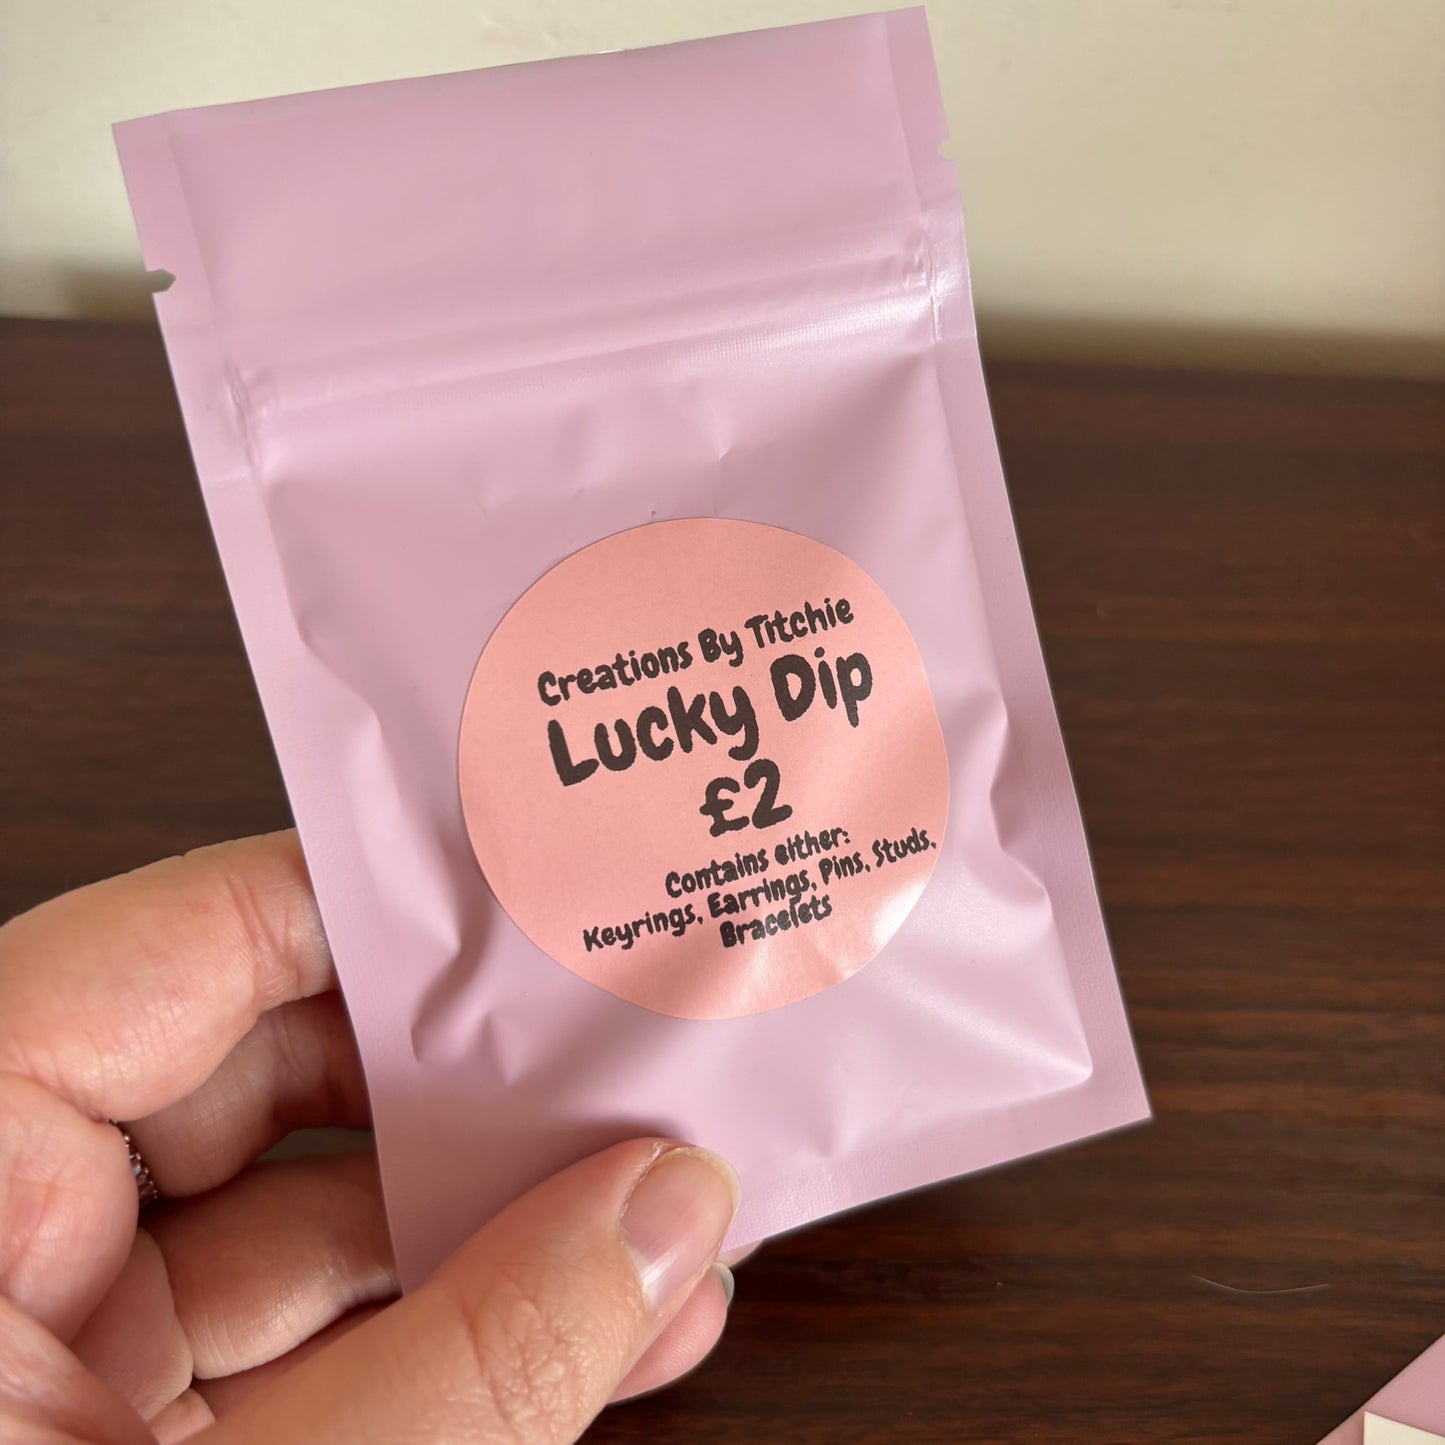 Creations By Titchie
Lucky Dip
£2
Contains either:
Keyrings, Earrings, Pins, Studs,
Bracelets